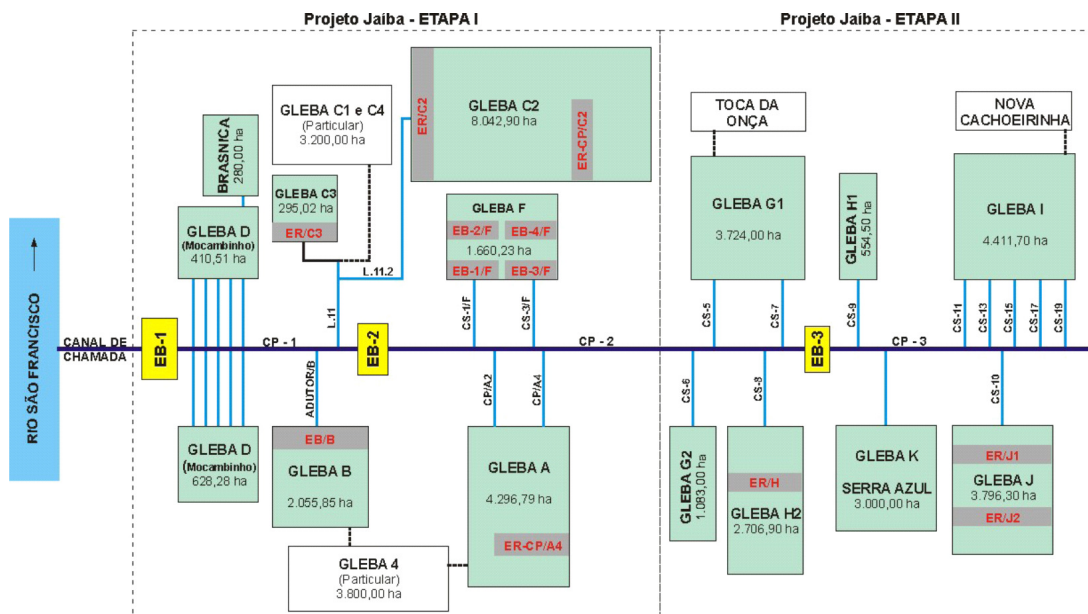 Projeto Jaíba - ETAPA I
Projeto Jaíba - ETAPA II
GLEBA C1 e C4
(Particular)
3.200,00 ha
ER/C2
GLEBA C2
8.042,90 ha
ER-CP/C2
TOCA DA
ONÇA
NOVA
CACHOEIRINHA
BRASNICA
280,00 ha
GLEBA C3
295,02 ha
ER/C3
GLEBA D
(Mocambinho)
410,51 ha
GLEBA F
EB-2/F
EB-4/F
1.660,23 ha
EB-1/F
EB-3/F
GLEBA G1
3.724,00 ha
GLEBA H1
554,50 ha
GLEBA I
4.411,70 ha
L.11.2
L.11
CS-1/F
CS-3/F
CS-5
CS-7
CS-9
CS-11
CS-13
CS-15
CS-17
CS-19
RIO SÃO FRANCISCO
CANAL DE
CHAMADA
EB-1
CP - 1
EB-2
CP - 2
EB-3
CP - 3
ADUTOR/B
CP/A2
CP/A4
CS-6
CS-8
CS-10
GLEBA D
(Mocambinho)
628,28 ha
EB/B
GLEBA B
2.055,85 ha
GLEBA A
4.296,79 ha
ER-CP/A4
GLEBA 4
(Particular)
3.800,00 ha
GLEBA G2
1.083,00 ha
ER/H
GLEBA H2
2.706,90 ha
GLEBA K
SERRA AZUL
3.000,00 ha
ER/J1
GLEBA J
3.796,30 ha
ER/J2